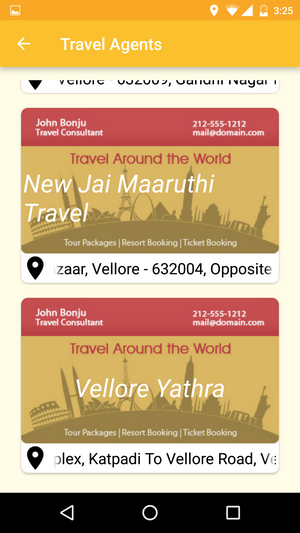 3:25
Travel Agents
Vellore - 632009, Gandhi Nagar
John Bonju
Travel Consultant
212-555-1212
mail@domain.com
Travel Around the World
New Jai Maaruthi
Travel
Tour Packages | Resort Booking | Ticket Booking
zaar, Vellore - 632004, Opposite
John Bonju
Travel Consultant
212-555-1212
mail@domain.com
Travel Around the World
Vellore Yathra
Tour Packages | Resort Booking | Ticket Booking
plex, Katpadi To Vellore Road, Ve